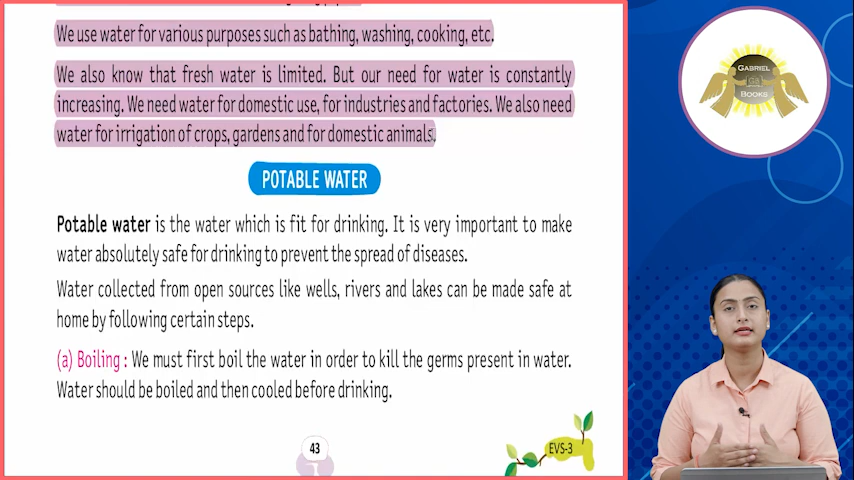 We use water for various purposes such as bathing, washing, cooking, etc.
We also know that fresh water is limited. But our need for water is constantly
increasing. We need water for domestic use, for industries and factories. We also need
water for irrigation of crops, gardens and for domestic animals.
POTABLE WATER
Potable water is the water which is fit for drinking. It is very important to make
water absolutely safe for drinking to prevent the spread of diseases.
Water collected from open sources like wells, rivers and lakes can be made safe at
home by following certain steps.
(a) Boiling : We must first boil the water in order to kill the germs present in water.
Water should be boiled and then cooled before drinking.
43
EVS-3
GABRIEL
BOOKS